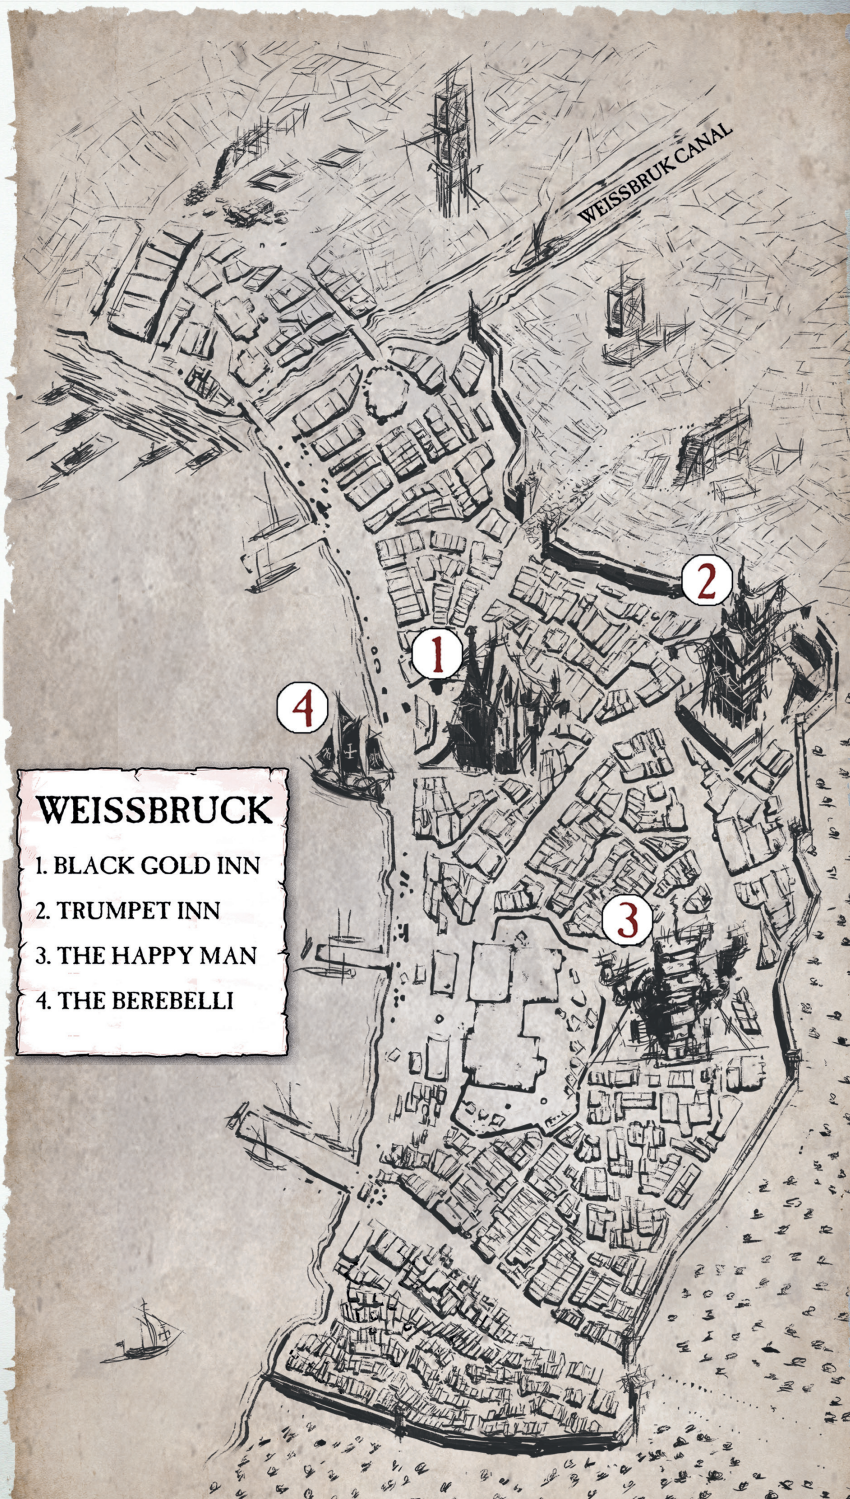 WEISSBRUK CANAL
2
1
4
WEISSBRUCK
1. BLACK GOLD INN
2. TRUMPET INN
3. THE HAPPY MAN
4. THE BEREBELLI
3